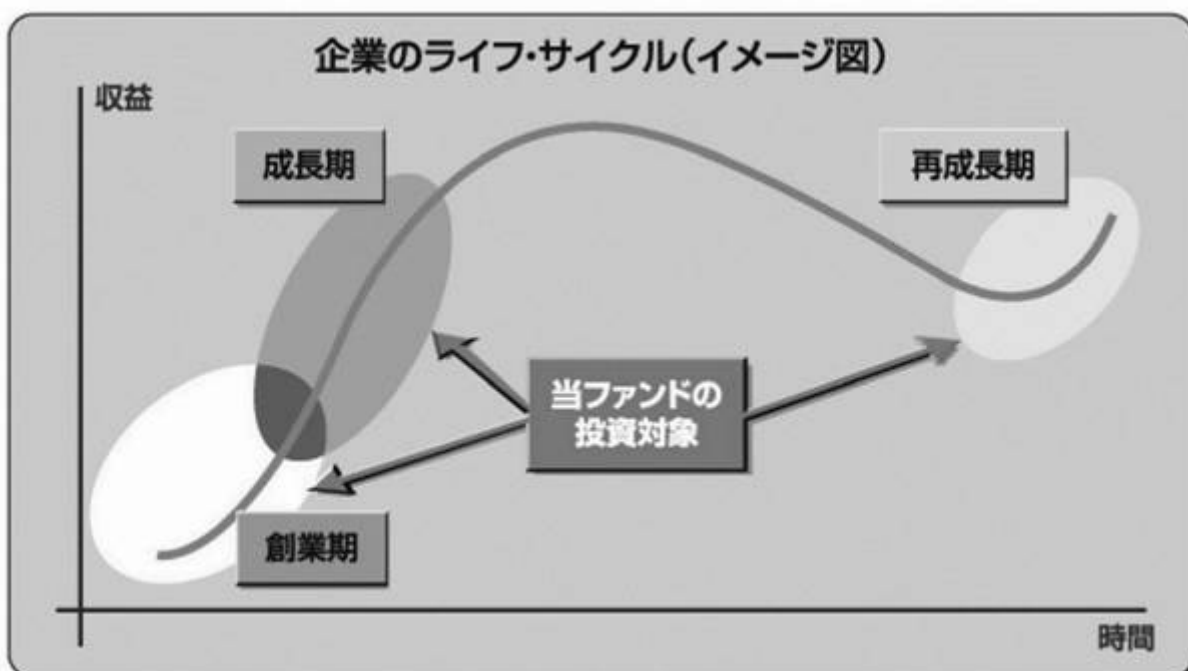 企業のライフ・サイクル（イメージ図）
収益
成長期
再成長期
当ファンドの
投資対象
創業期
時間